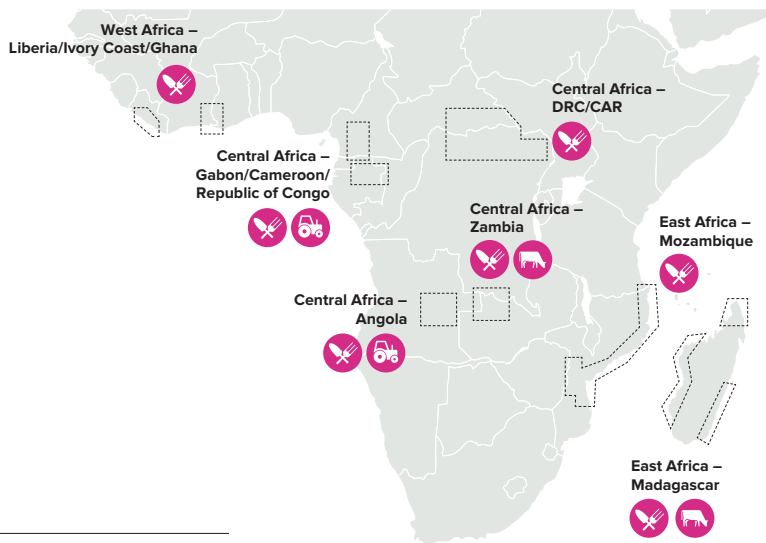 West Africa –
Liberia/Ivory Coast/Ghana
Central Africa –
DRC/CAR
Central Africa –
Gabon/Cameroon/
Republic of Congo
Central Africa –
Zambia
East Africa –
Mozambique
Central Africa –
Angola
East Africa –
Madagascar